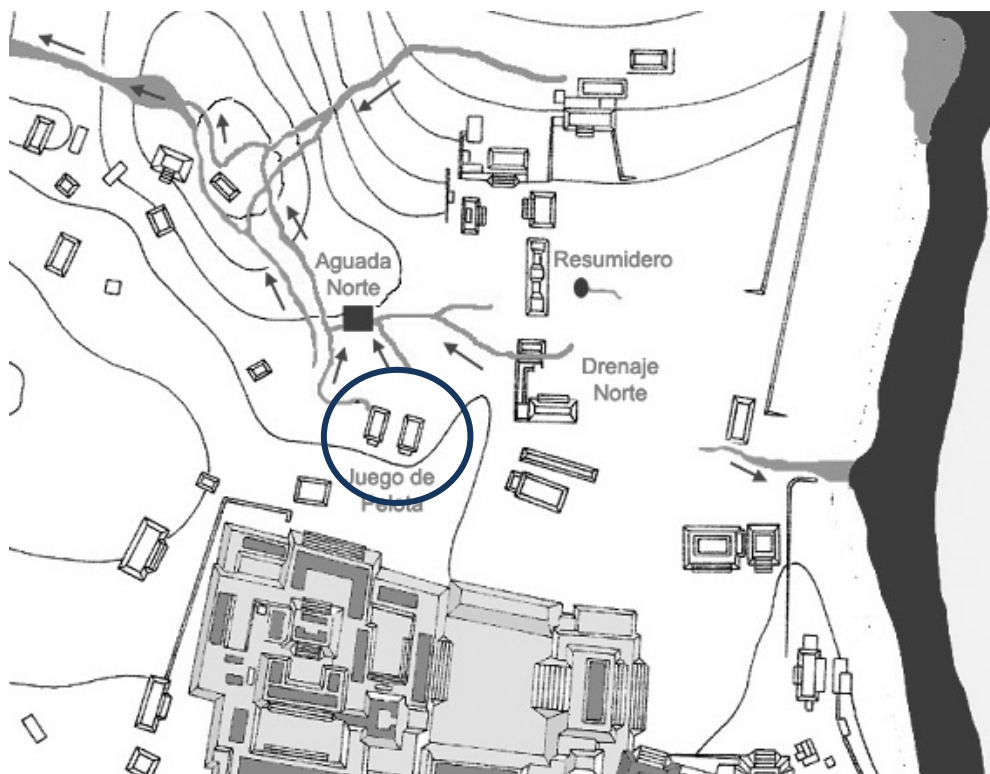 Aguada
Norte
Resumidero
Drenaje
Norte
Juego de
Pelota